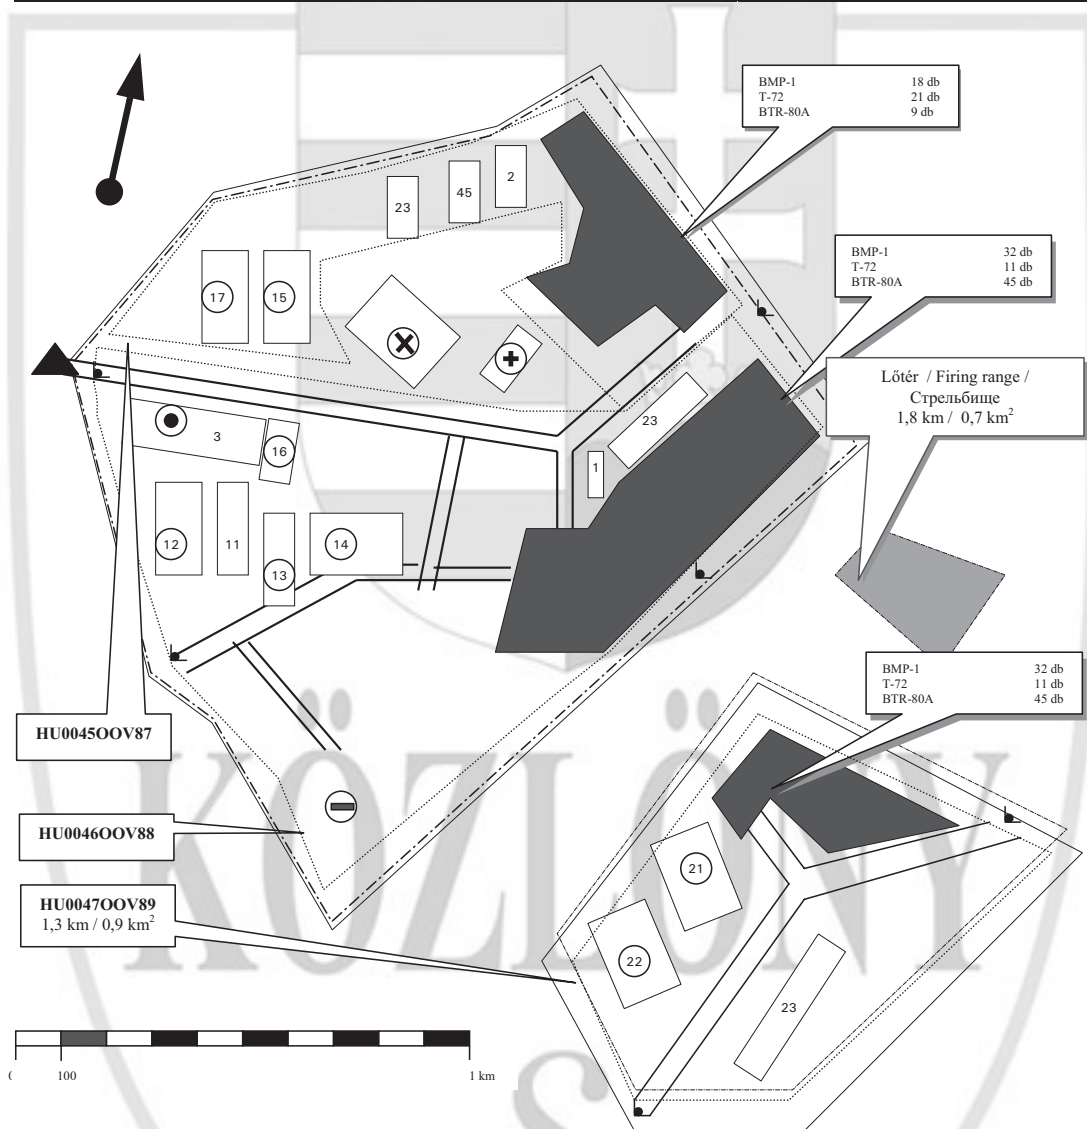 BMP-1 18 db
T-72 21 db
BTR-80A 9 db
2
45
23
BMP-1 32 db
T-72 11 db
BTR-80A 45 db
17
15
Lőtér / Firing range /
Стрельбище
1,8 km / 0,7 km²
23
3
16
1
12
11
13
14
BMP-1 32 db
T-72 11 db
BTR-80A 45 db
HU0045OOV87
HU0046OOV88
HU0047OOV89
1,3 km / 0,9 km²
21
22
23
100 1 km
KÖZLÖNY